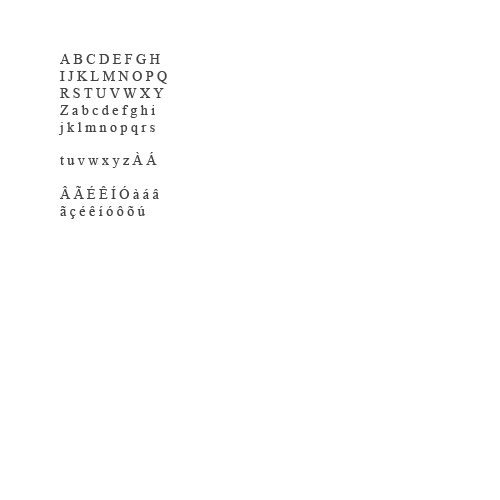 A B C D E F G H
I J K L M N O P Q
R S T U V W X Y
Z a b c d e f g h i
j k l m n o p q r s
t u v w x y z À Á
Â Ã É Ê Í Ó à á â
ã ç é ê í ó ô õ ú